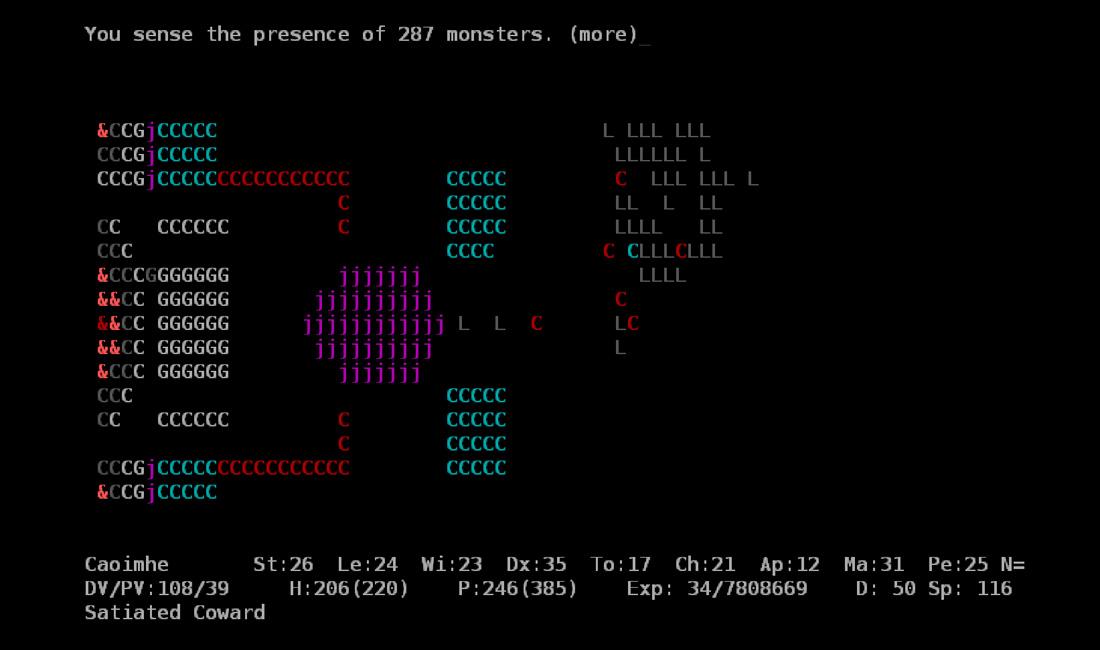 You sense the presence of 287 monsters. (more)_
&CCCGjCCCCC L LLL LLL
CCCGjCCCCC LLLLLL L
CCCGjCCCCCCCCCCCCCCCC CCCCC C LLL LLL L
C CCCCC LL L LL
CC CCCCCC C CCCCC LLLL LL
CCC CCCC C CLLLCLLL
&CCCGGGGGGG jjjjjjj LLLL
&&CC GGGGGG jjjjjjjjjj C
&&CC GGGGGG jjjjjjjjjjjj L L C LC
&&CC GGGGGG jjjjjjjjjj L
&CCC GGGGGG jjjjjjj
CCC CCCCC
CC CCCCCC C CCCCC
C CCCCC
CCCGjCCCCCCCCCCCCCCCC CCCCC
&CCGjCCCCC
Caoimhe St:26 Le:24 Wi:23 Dx:35 To:17 Ch:21 Ap:12 Ma:31 Pe:25 N=
DV/PV:108/39 H:206(220) P:246(385) Exp: 34/7808669 D: 50 Sp: 116
Satiated Coward